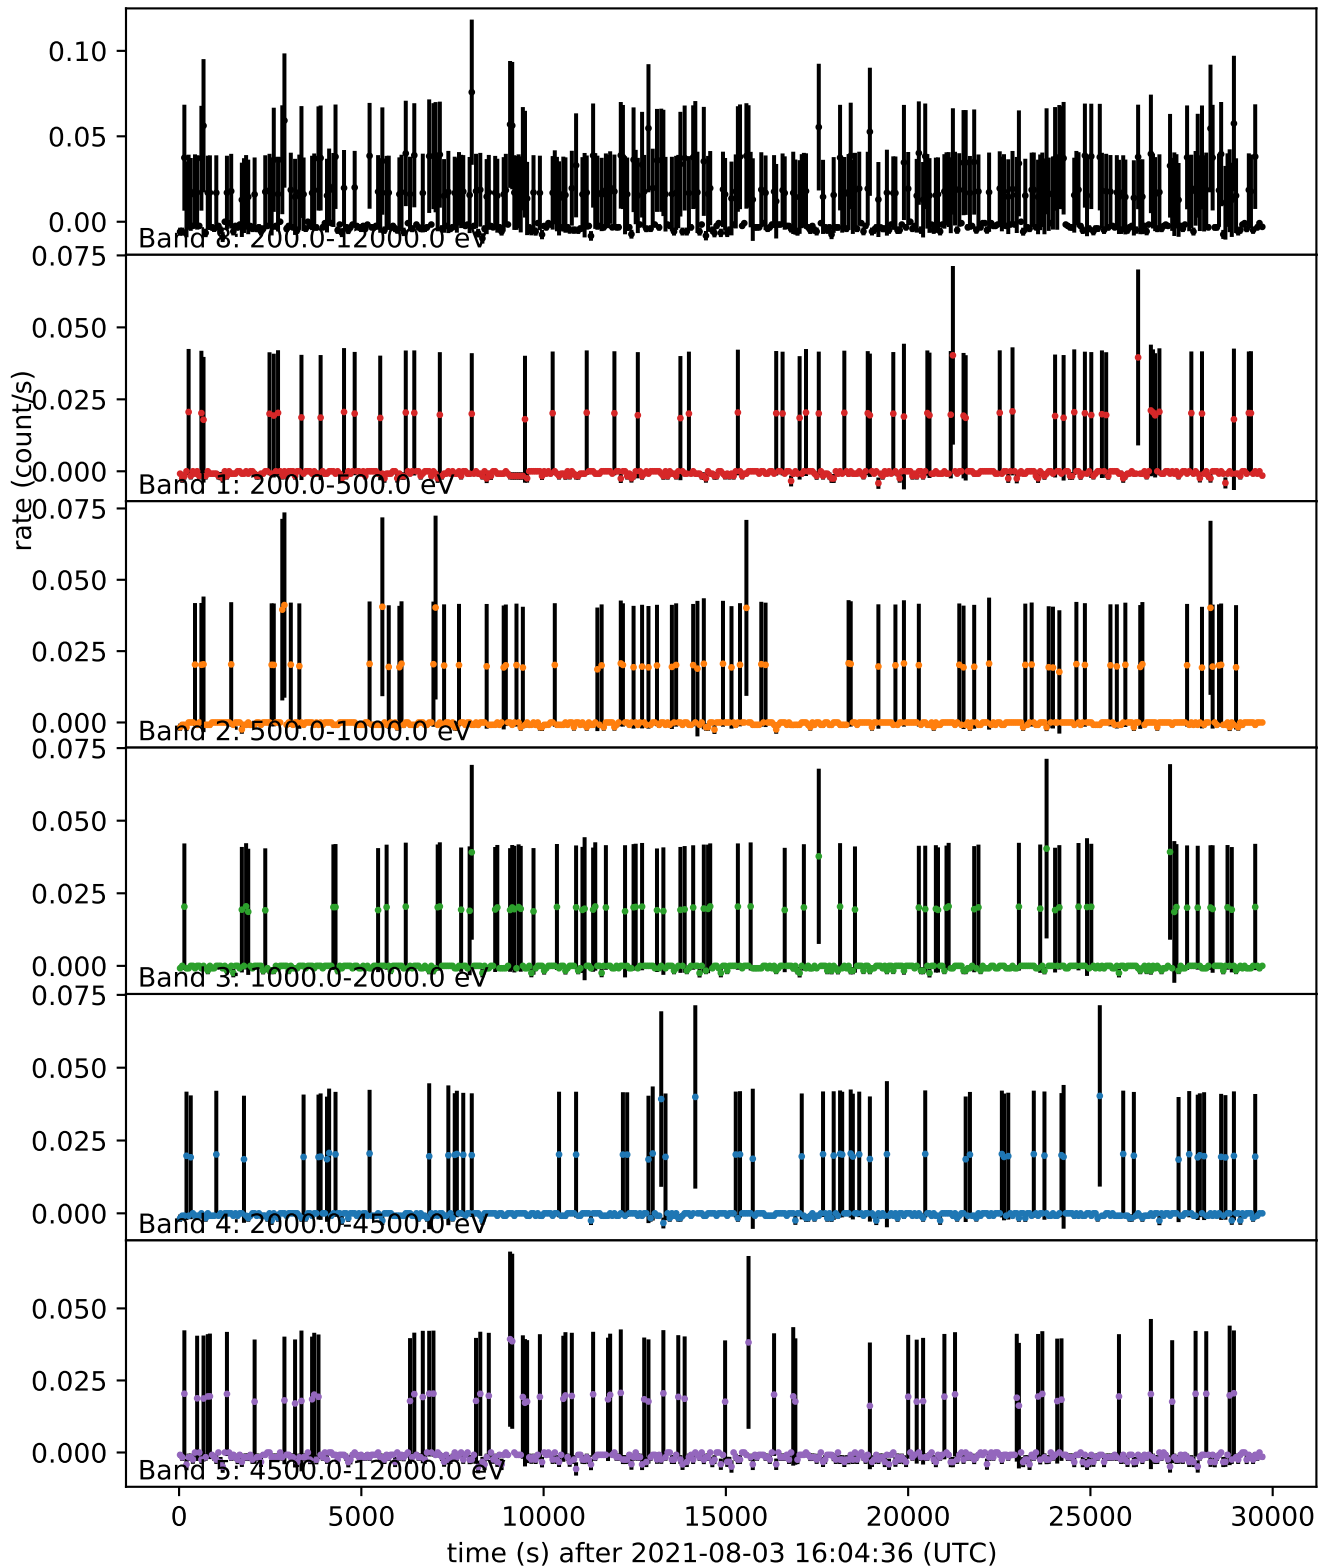 0.10
0.05
0.00
Band 8: 200.0-12000.0 eV
0.075
0.050
0.025
0.000
Band 1: 200.0-500.0 eV
rate (count/s)
0.075
0.050
0.025
0.000
Band 2: 500.0-1000.0 eV
0.075
0.050
0.025
0.000
Band 3: 1000.0-2000.0 eV
0.075
0.050
0.025
0.000
Band 4: 2000.0-4500.0 eV
0.050
0.025
0.000
Band 5: 4500.0-12000.0 eV
0 5000 10000 15000 20000 25000 30000
time (s) after 2021-08-03 16:04:36 (UTC)